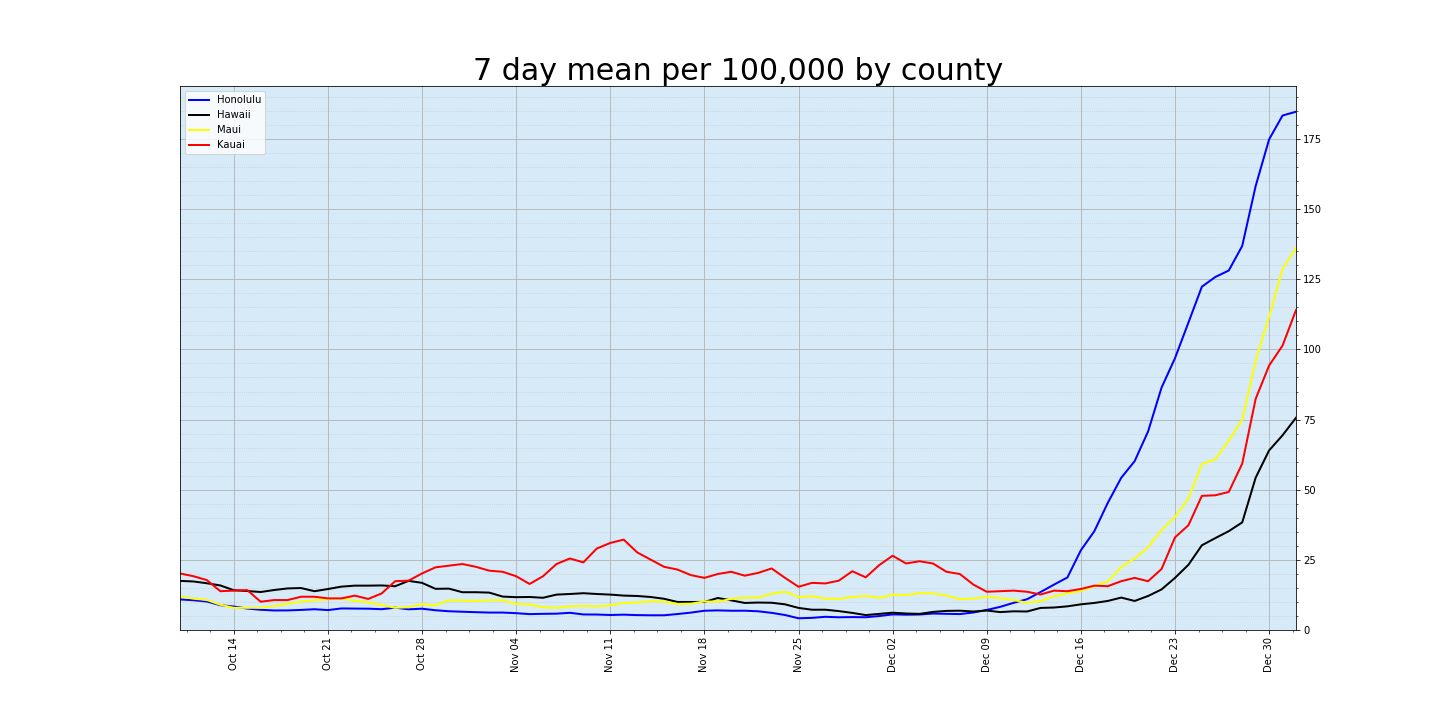 7 day mean per 100,000 by county
Honolulu
Hawaii
Maui
Kauai
175
150
125
100
75
50
25
0
Oct 14
Oct 21
Oct 28
Nov 04
Nov 11
Nov 18
Nov 25
Dec 02
Dec 09
Dec 16
Dec 23
Dec 30